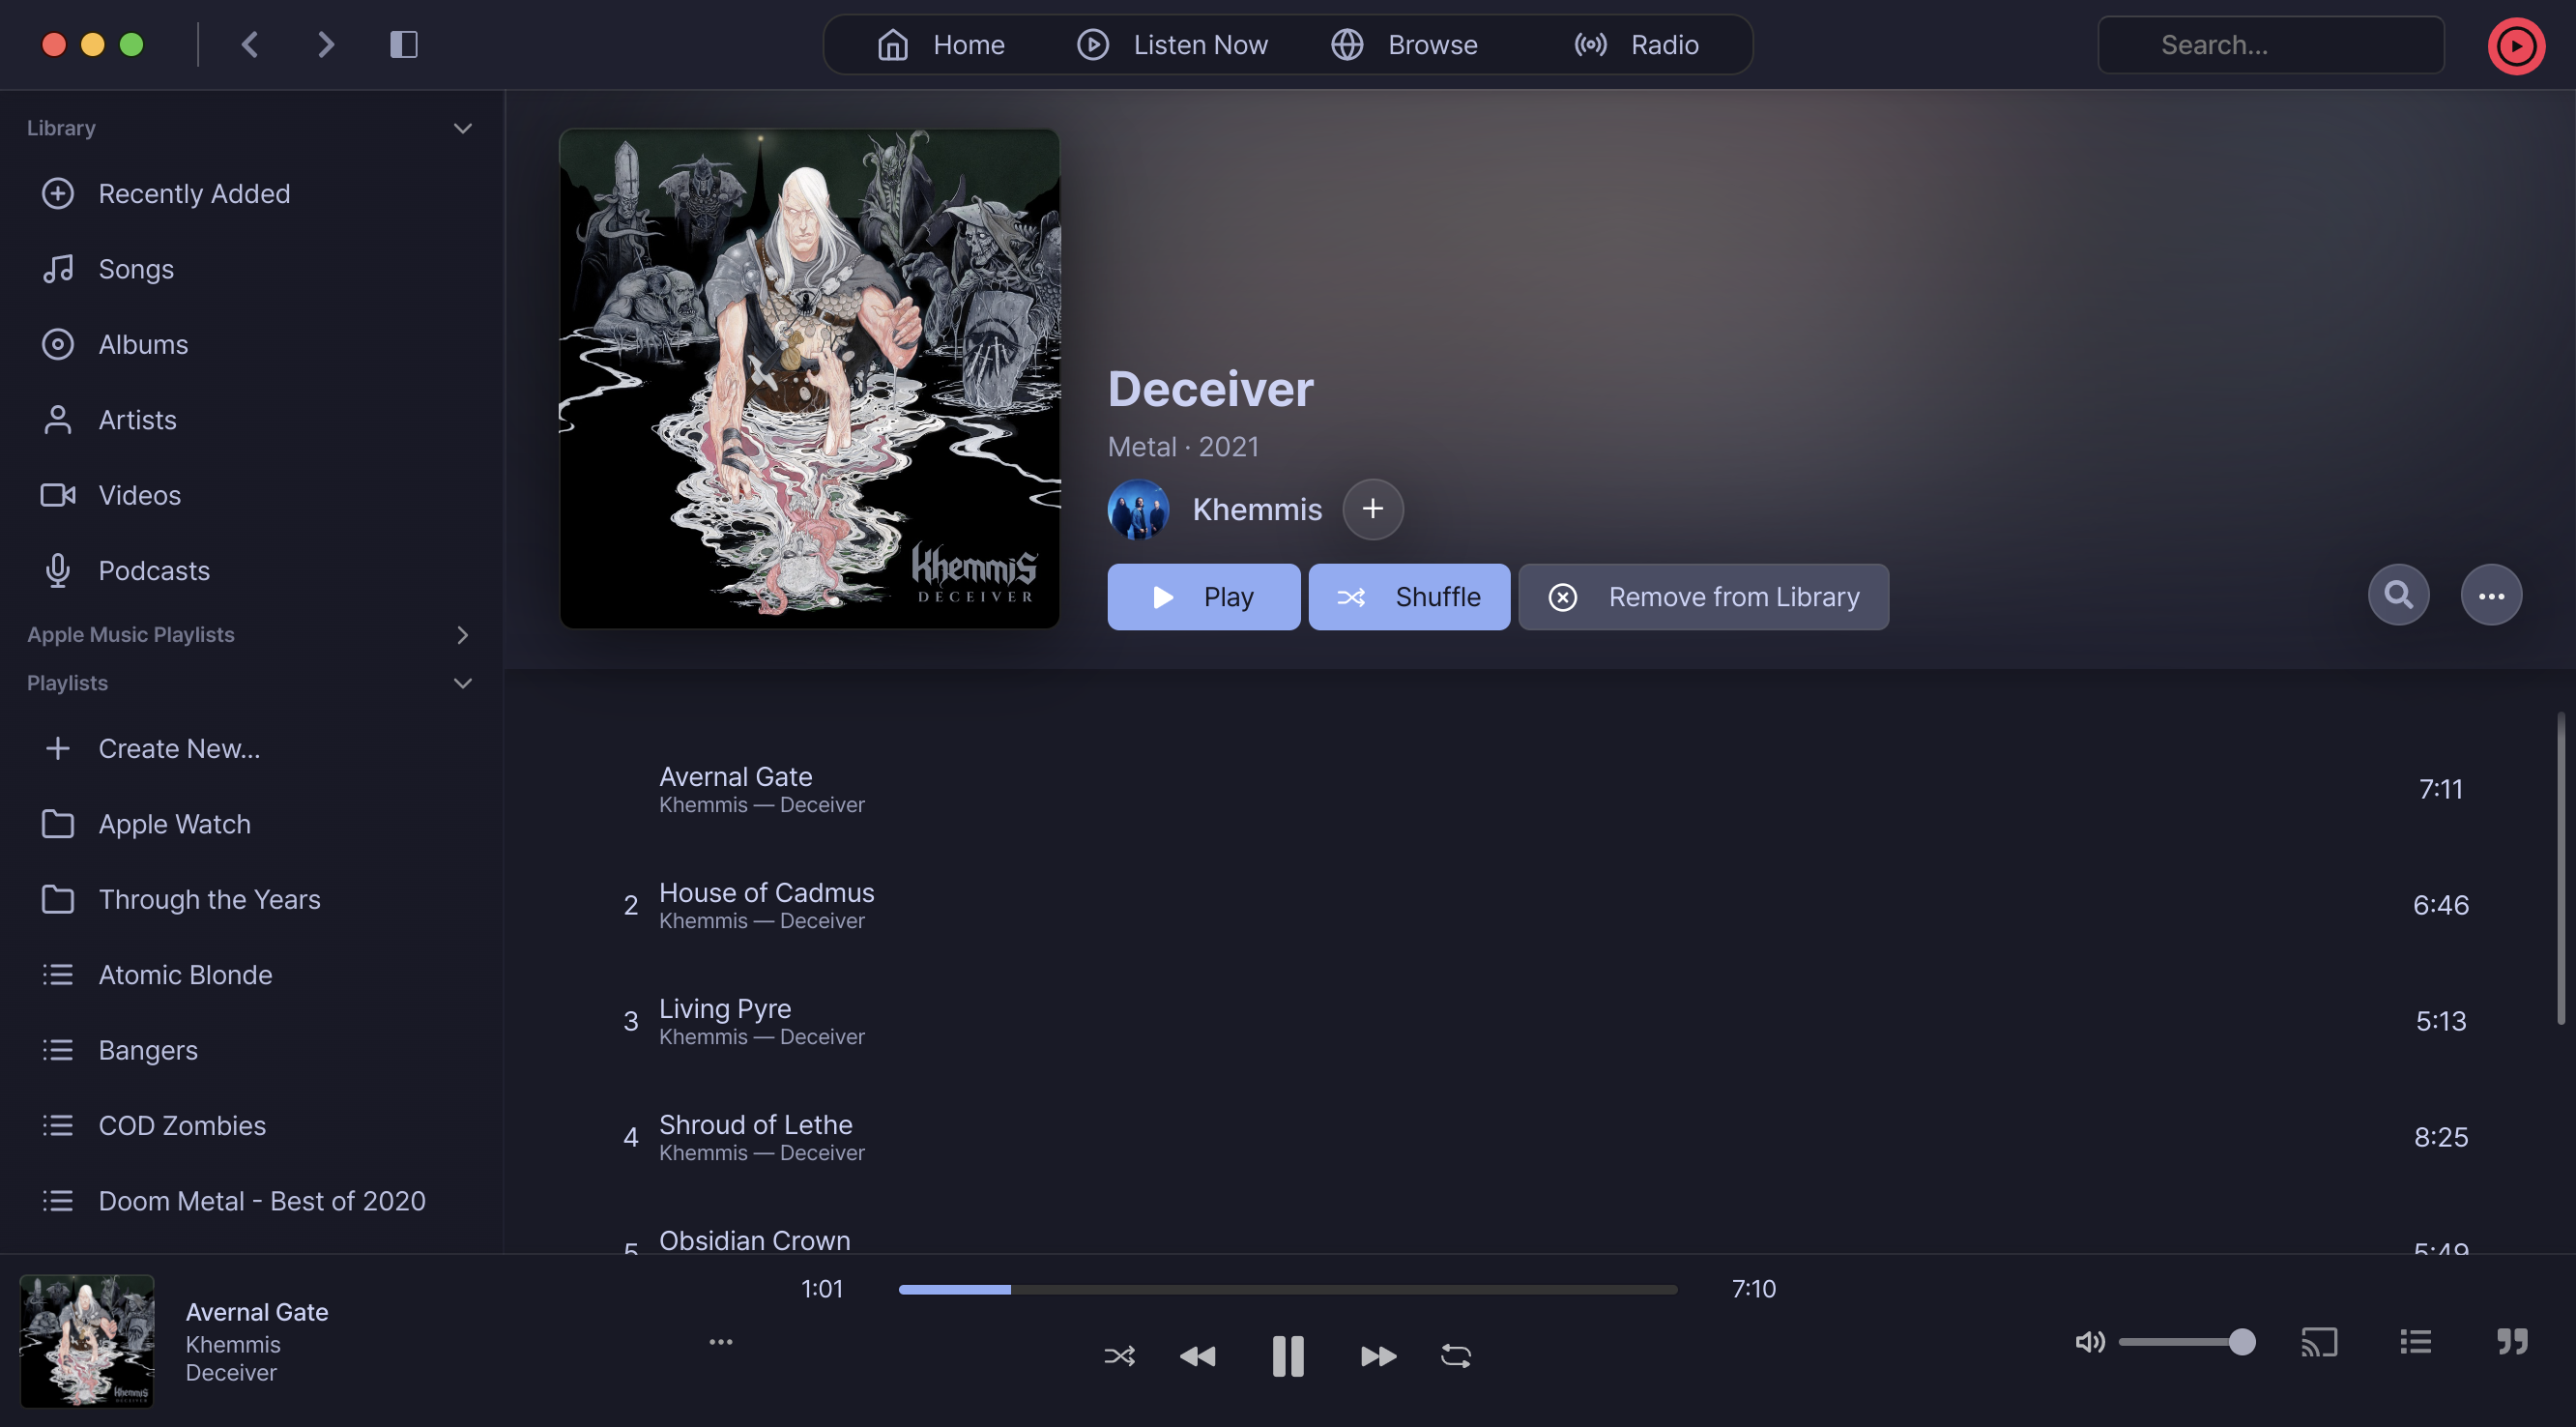 Home
Listen Now
Browse
Radio
Search...
Library
Recently Added
Songs
Albums
Artists
Videos
Podcasts
Apple Music Playlists
Playlists
Create New...
Apple Watch
Through the Years
Atomic Blonde
Bangers
COD Zombies
Doom Metal - Best of 2020
Khemmis
DECEIVER
Deceiver
Metal · 2021
Khemmis
Play
Shuffle
Remove from Library
Avernal Gate
Khemmis — Deceiver
7:11
2
House of Cadmus
Khemmis — Deceiver
6:46
3
Living Pyre
Khemmis — Deceiver
5:13
4
Shroud of Lethe
Khemmis — Deceiver
8:25
5
Obsidian Crown
5:49
Khemmis
Avernal Gate
Khemmis
Deceiver
1:01
7:10